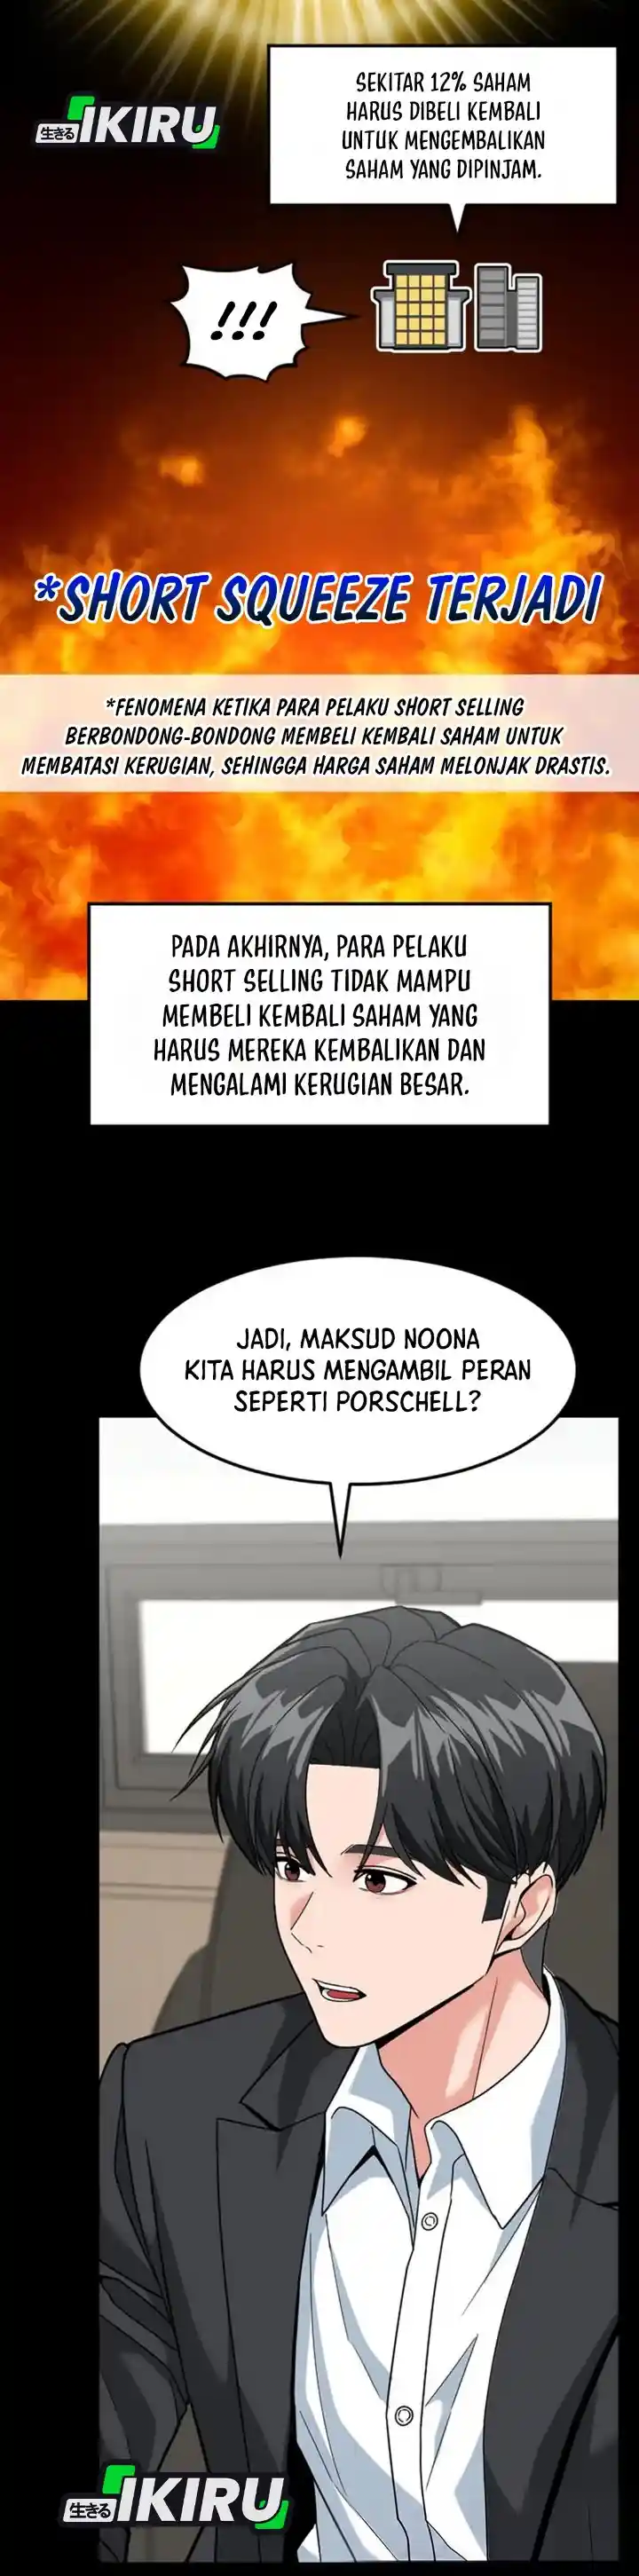 SEKITAR 12% SAHAM
HARUS DIBELI KEMBALI
UNTUK MENGEMBALIKAN
SAHAM YANG DIPINJAM.
生きる IKIRU
!!!
*SHORT SQUEEZE TERJADI
*FENOMENA KETIKA PARA PELAKU SHORT SELLING
BERBONDONG-BONDONG MEMBELI KEMBALI SAHAM UNTUK
MEMBATASI KERUGIAN, SEHINGGA HARGA SAHAM MELONJAK DRASTIS.
PADA AKHIRNYA, PARA PELAKU
SHORT SELLING TIDAK MAMPU
MEMBELI KEMBALI SAHAM YANG
HARUS MEREKA KEMBALIKAN DAN
MENGALAMI KERUGIAN BESAR.
JADI, MAKSUD NOONA
KITA HARUS MENGAMBIL PERAN
SEPERTI PORSCHELL?
生きる IKIRU